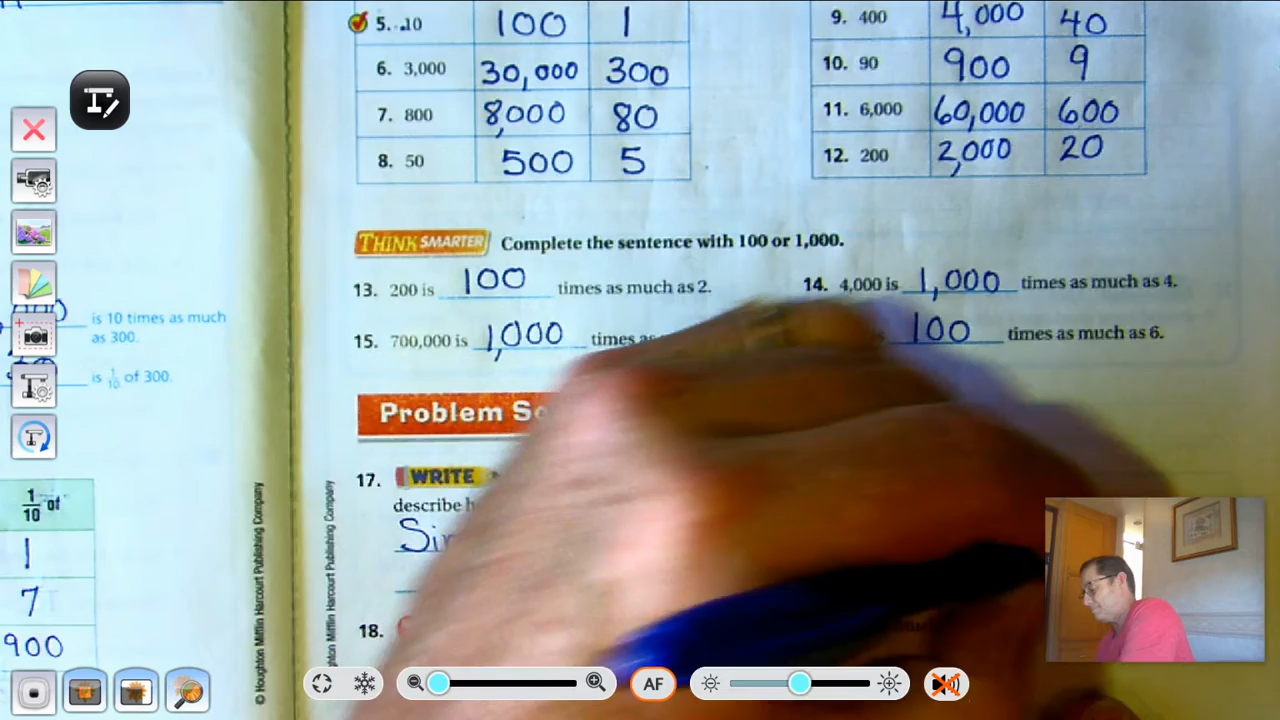 5. 10 100 1
6. 3,000 30,000 300
7. 800 8,000 80
8. 50 500 5
9. 400 4,000 40
10. 90 900 9
11. 6,000 60,000 600
12. 200 2,000 20
THINK SMARTER Complete the sentence with 100 or 1,000.
13. 200 is 100 times as much as 2.
14. 4,000 is 1,000 times as much as 4.
15. 700,000 is 1,000 times as
100 times as much as 6.
Problem
17. WRITE
describe
18.
is 10 times as much
as 300.
is 1/10 of 300.
1/10 of
1
7
900
© Houghton Mifflin Harcourt Publishing Company
Houghton Mifflin Harcourt Publishing Company
AF